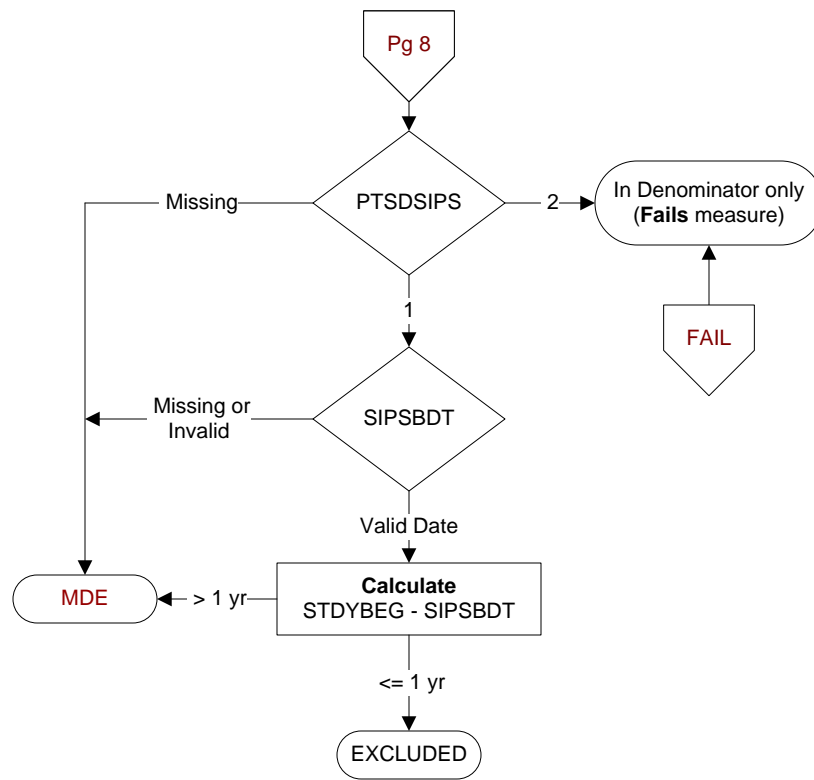 Pg 8
PTSDSIPS
Missing
2
In Denominator only
(Fails measure)
1
FAIL
SIPSBDT
Missing or
Invalid
Valid Date
Calculate
STDYBEG - SIPSBDT
> 1 yr
MDE
<= 1 yr
EXCLUDED